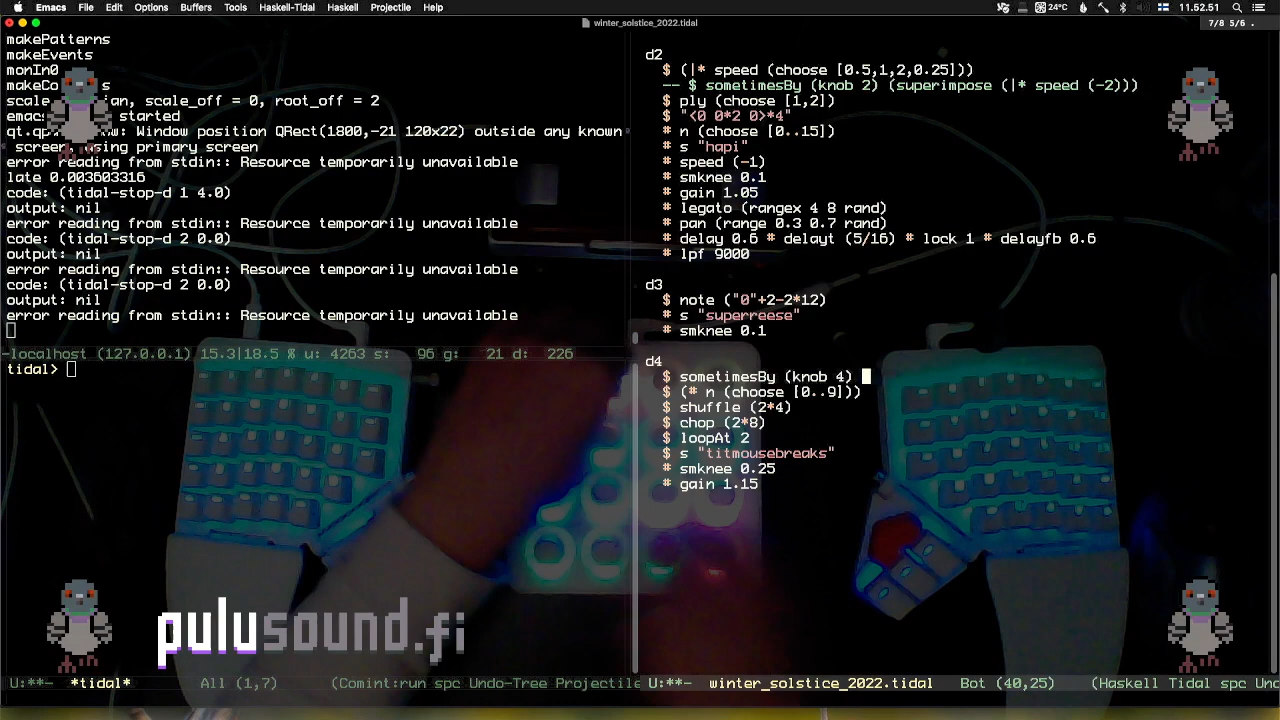 Emacs File Edit Options Buffers Tools Haskell-Tidal Haskell Projectile Help 24°C 11.52.51
winter_solstice_2022.tidal
7/8 5/6 .
makePatterns
makeEvents
monIn0
scale
, scale_off = 0, root_off = 2
started
Window position QRect(1800,-21 120x22) outside any known
screen, using primary screen
error reading from stdin:: Resource temporarily unavailable
late 0.003603316
code: (tidal-stop-d 1 4.0)
output: nil
error reading from stdin:: Resource temporarily unavailable
code: (tidal-stop-d 2 0.0)
output: nil
error reading from stdin:: Resource temporarily unavailable
code: (tidal-stop-d 2 0.0)
output: nil
error reading from stdin:: Resource temporarily unavailable
-localhost (127.0.0.1) 15.3|18.5 % u: 4263 s: 96 g: 21 d: 226
tidal>
d2
$ (|* speed (choose [0.5,1,2,0.25]))
-- $ sometimesBy (knob 2) (superimpose (|* speed (-2)))
$ ply (choose [1,2])
$ "<0 0*2 0>*4"
# n (choose [0..15])
# s "hapi"
# speed (-1)
# smknee 0.1
# gain 1.05
# legato (rangex 4 8 rand)
# pan (range 0.3 0.7 rand)
# delay 0.6 # delayt (5/16) # lock 1 # delayfb 0.6
# lpf 9000
d3
$ note ("0"+2-2*12)
# s "superreese"
# smknee 0.1
d4
$ sometimesBy (knob 4)
$ (# n (choose [0..9]))
$ shuffle (2*4)
$ chop (2*8)
$ loopAt 2
$ s "titmousebreaks"
# smknee 0.25
# gain 1.15
pulusound.fi
U:**- *tidal* All (1,7) (Comint:run spc Undo-Tree Projectile
U:**- winter_solstice_2022.tidal Bot (40,25) (Haskell Tidal spc Und